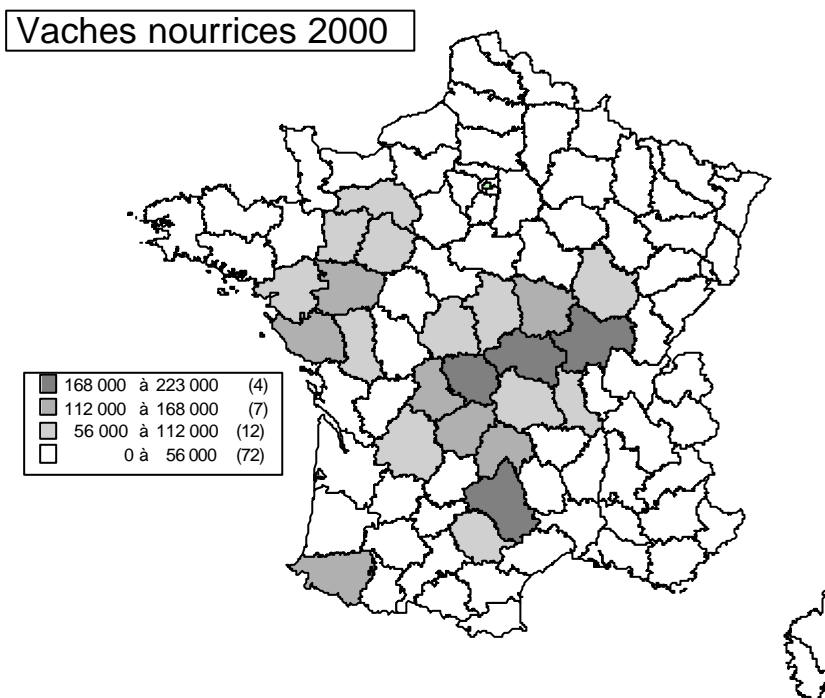 Vaches nourrices 2000
168 000 à 223 000 (4)
112 000 à 168 000 (7)
56 000 à 112 000 (12)
0 à 56 000 (72)